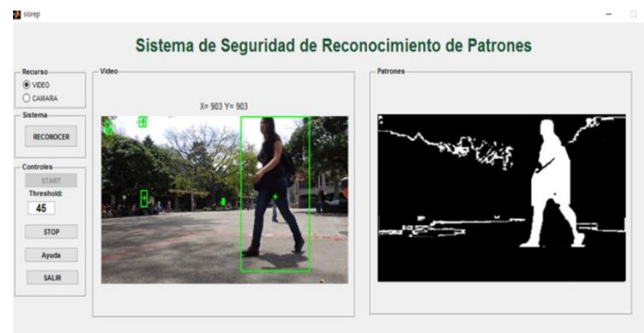 sisrep
Sistema de Seguridad de Reconocimiento de Patrones
Recurso
VIDEO
CAMARA
Sistema
RECONOCER
Controles
START
Threshold:
45
STOP
Ayuda
SALIR
Video
X= 903 Y= 903
Patrones